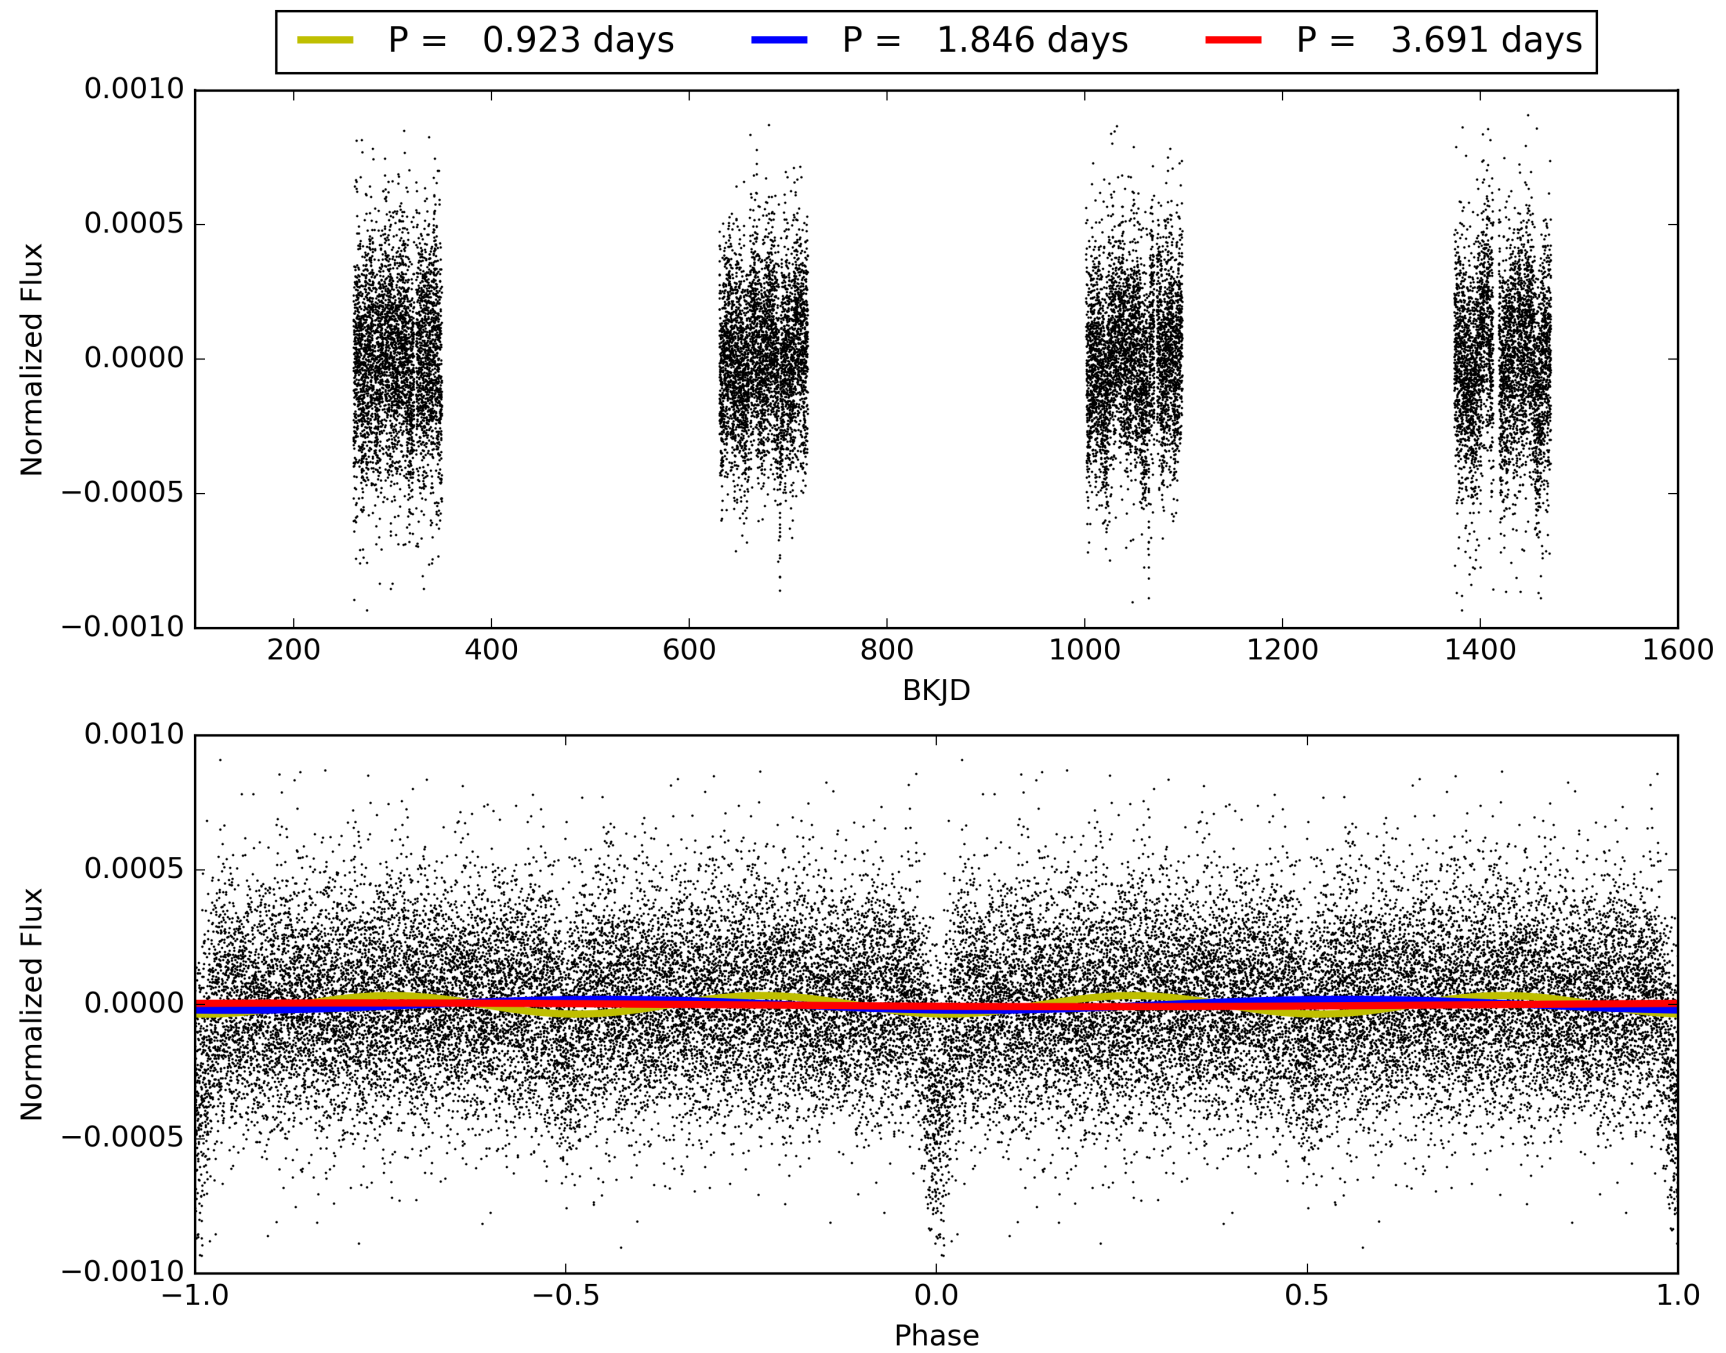 P = 0.923 days P = 1.846 days P = 3.691 days
0.0010
0.0005
0.0000
−0.0005
−0.0010
Normalized Flux
200 400 600 800 1000 1200 1400 1600
BKJD
0.0010
0.0005
0.0000
−0.0005
−0.0010
Normalized Flux
−1.0 −0.5 0.0 0.5 1.0
Phase